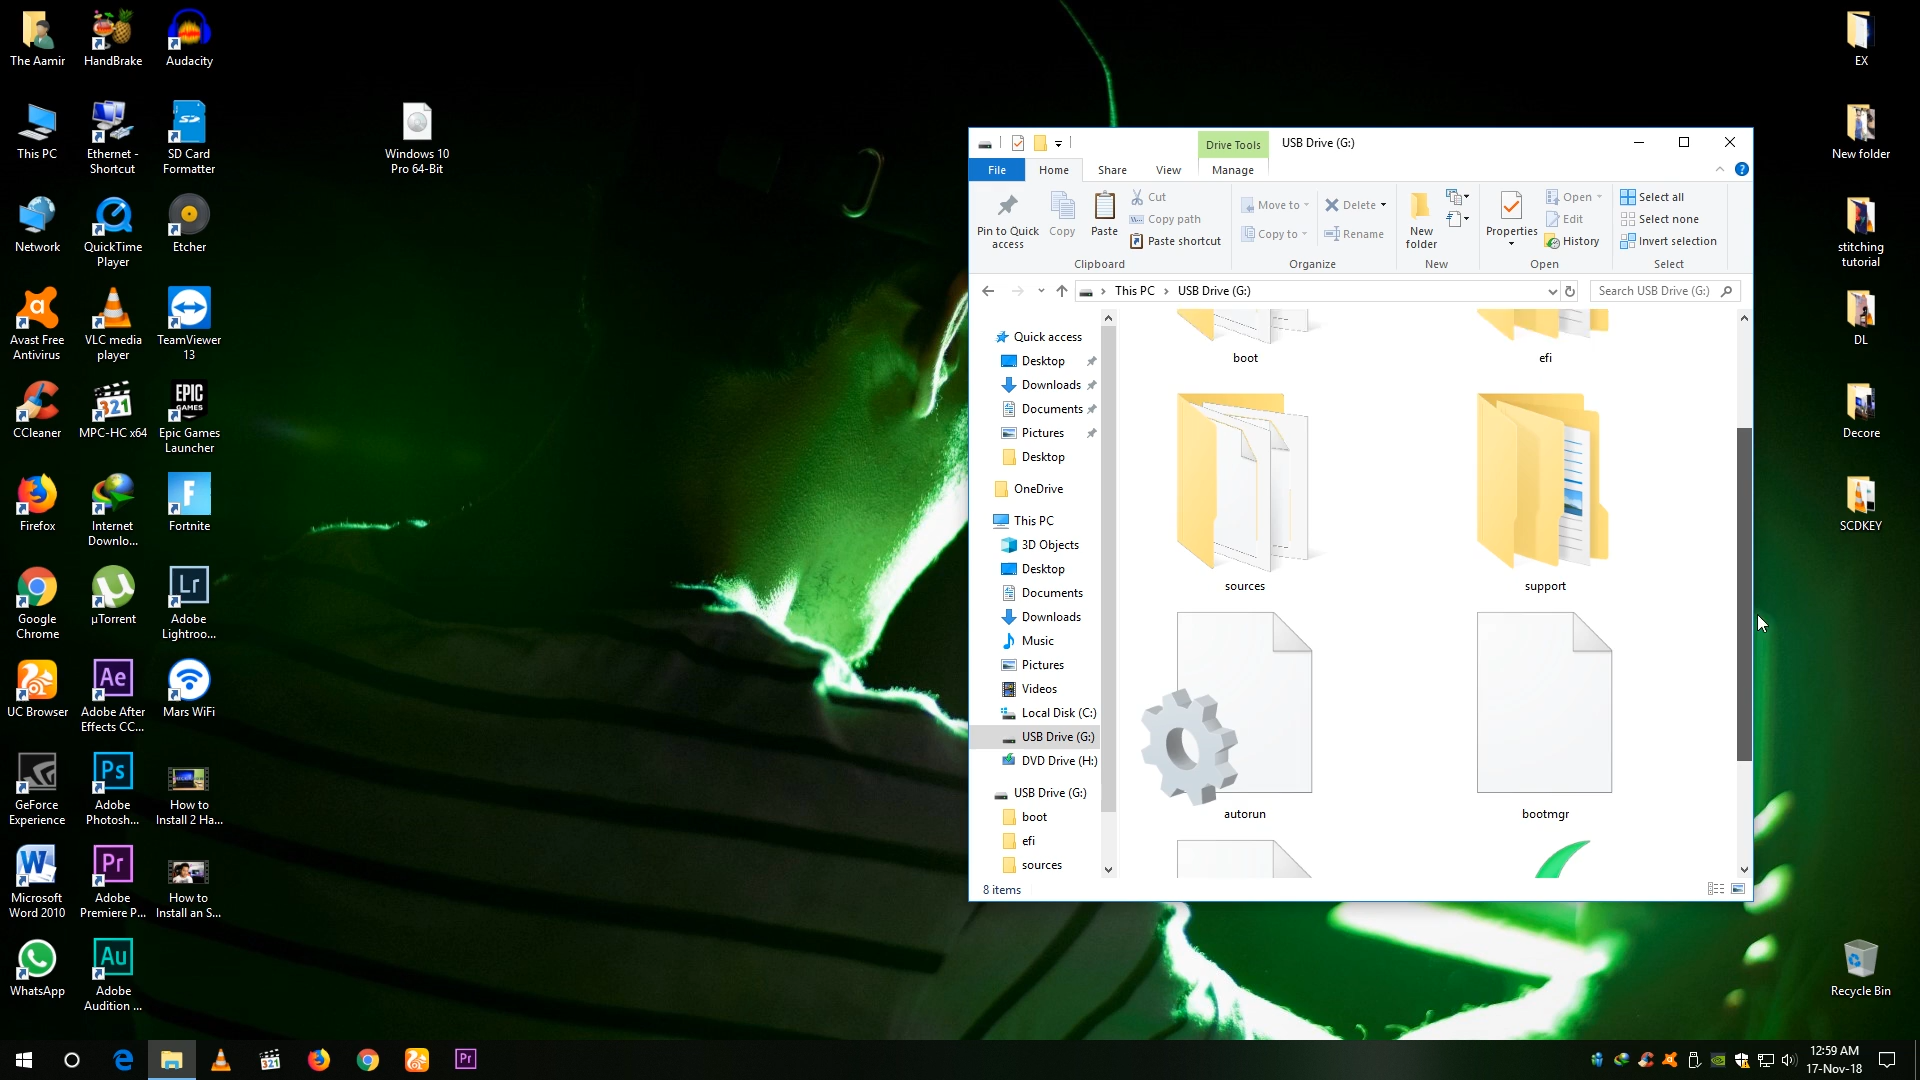 The Aamir
HandBrake
Audacity
This PC
Ethernet -
Shortcut
SD Card
Formatter
Windows 10
Pro 64-Bit
Network
QuickTime
Player
Etcher
Avast Free
Antivirus
VLC media
player
TeamViewer
13
CCleaner
MPC-HC x64
Epic Games
Launcher
Firefox
Internet
Downlo...
Fortnite
Google
Chrome
µTorrent
Adobe
Lightroo...
UC Browser
Adobe After
Effects CC...
Mars WiFi
GeForce
Experience
Adobe
Photosh...
How to
Install 2 Ha...
Microsoft
Word 2010
Adobe
Premiere P...
How to
Install an S...
WhatsApp
Adobe
Audition ...
Drive Tools
USB Drive (G:)
File
Home
Share
View
Manage
Pin to Quick
access
Copy
Paste
Cut
Copy path
Paste shortcut
Clipboard
Move to
Copy to
Delete
Rename
Organize
New
folder
New
Properties
Open
Edit
History
Open
Select all
Select none
Invert selection
Select
This PC
USB Drive (G:)
Search USB Drive (G:)
Quick access
Desktop
Downloads
Documents
Pictures
Desktop
OneDrive
This PC
3D Objects
Desktop
Documents
Downloads
Music
Pictures
Videos
Local Disk (C:)
USB Drive (G:)
DVD Drive (H:)
USB Drive (G:)
boot
efi
sources
boot
efi
sources
support
autorun
bootmgr
8 items
EX
New folder
stitching
tutorial
DL
Decore
SCDKEY
Recycle Bin
12:59 AM
17-Nov-18